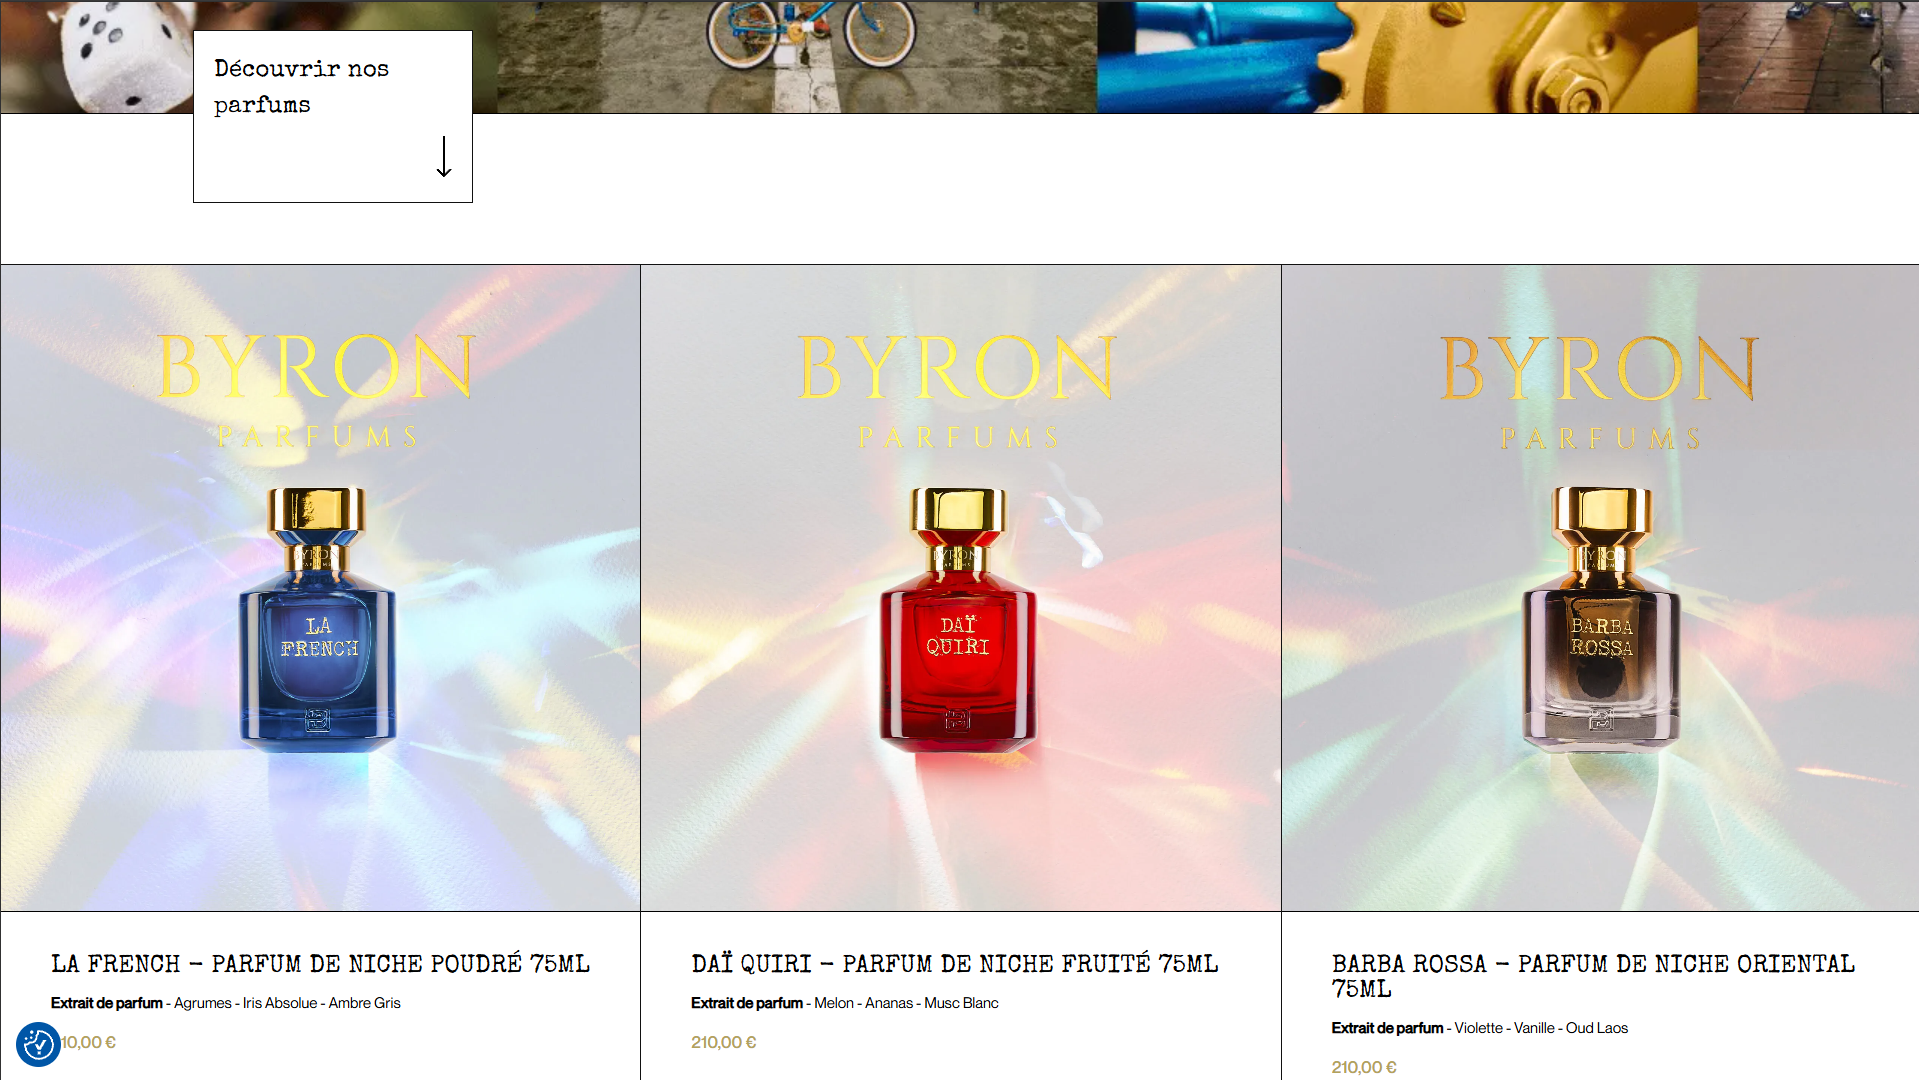 Découvrir nos
parfums
BYRON
PARFUMS
BYRON
LA
FRENCH
BYRON
PARFUMS
BYRON
DAÏ
QUIRI
BYRON
PARFUMS
BYRON
BARBA
ROSSA
LA FRENCH – PARFUM DE NICHE POUDRÉ 75ML
Extrait de parfum - Agrumes - Iris Absolue - Ambre Gris
10,00 €
DAÏ QUIRI – PARFUM DE NICHE FRUITÉ 75ML
Extrait de parfum - Melon - Ananas - Musc Blanc
210,00 €
BARBA ROSSA – PARFUM DE NICHE ORIENTAL
75ML
Extrait de parfum - Violette - Vanille - Oud Laos
210,00 €